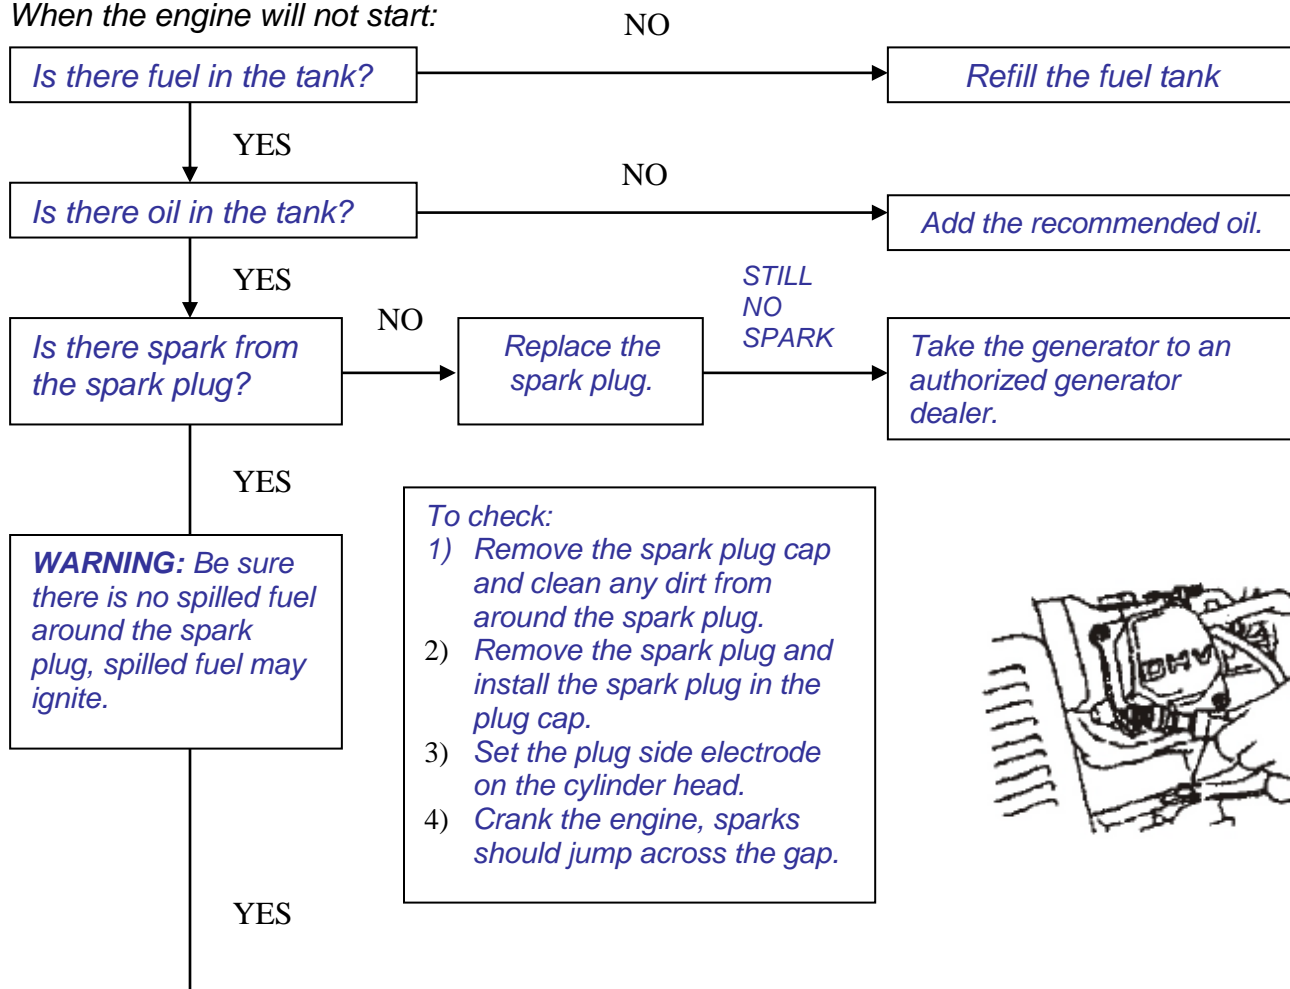 When the engine will not start:
NO
Is there fuel in the tank?
Refill the fuel tank
YES
NO
Is there oil in the tank?
Add the recommended oil.
YES
STILL
NO
SPARK
NO
Is there spark from
the spark plug?
Replace the
spark plug.
Take the generator to an
authorized generator
dealer.
YES
WARNING: Be sure
there is no spilled fuel
around the spark
plug, spilled fuel may
ignite.
To check:
1) Remove the spark plug cap
and clean any dirt from
around the spark plug.
2) Remove the spark plug and
install the spark plug in the
plug cap.
3) Set the plug side electrode
on the cylinder head.
4) Crank the engine, sparks
should jump across the gap.
OHV
YES